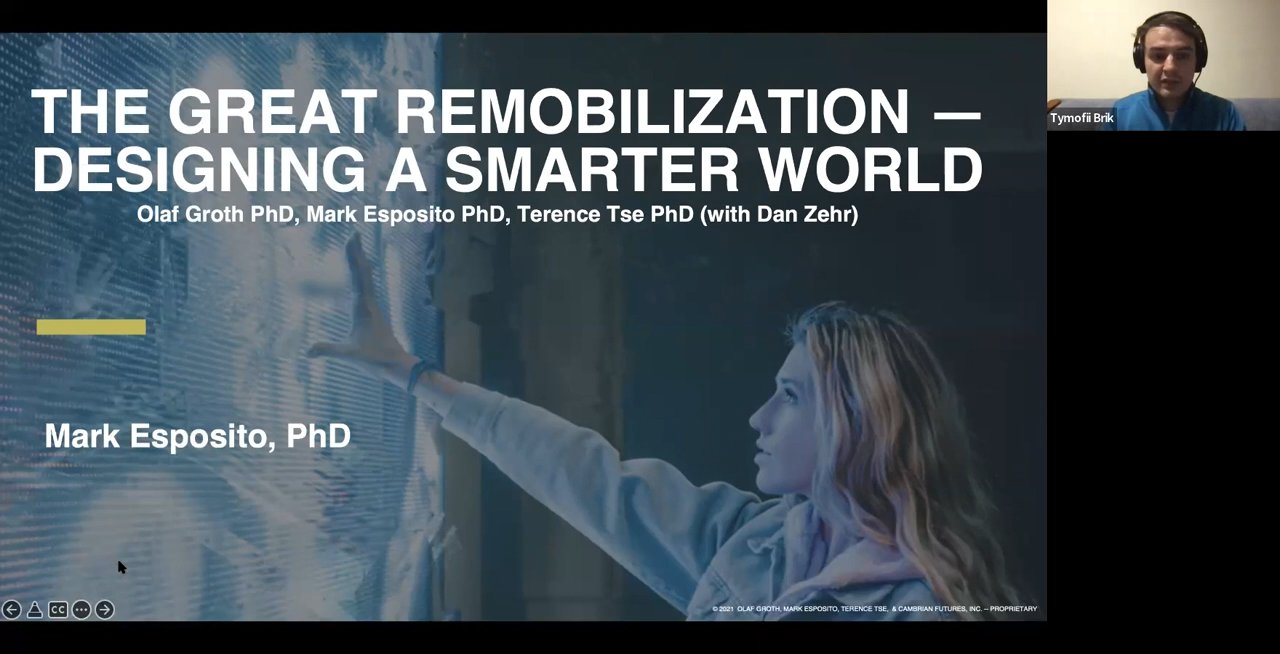 THE GREAT REMOBILIZATION —
DESIGNING A SMARTER WORLD
Olaf Groth PhD, Mark Esposito PhD, Terence Tse PhD (with Dan Zehr)
Mark Esposito, PhD
CC
© 2021 OLAF GROTH, MARK ESPOSITO, TERENCE TSE, & CAMBRIAN FUTURES, INC. – PROPRIETARY
Tymofii Brik